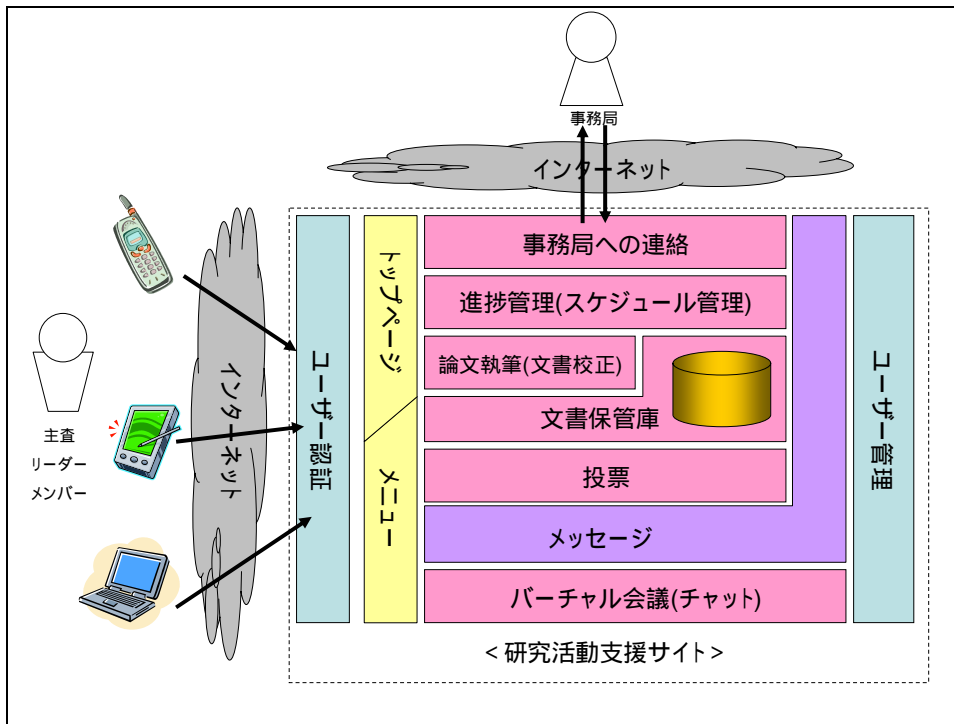 事務局
インターネット
主査
リーダー
メンバー
インターネット
ユーザー認証
トップページ
メニュー
事務局への連絡
進捗管理(スケジュール管理)
論文執筆(文書校正)
文書保管庫
投票
メッセージ
バーチャル会議(チャット)
ユーザー管理
<研究活動支援サイト>